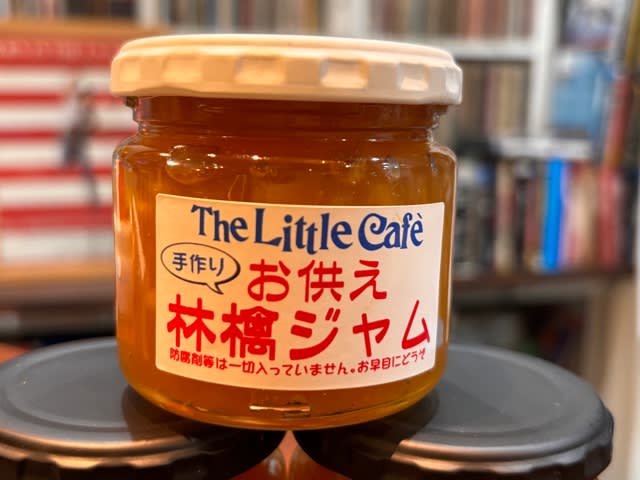 The Little Cafè
手作り
お供え
林檎ジャム
防腐剤等は一切入っていません。お早目にどうぞ